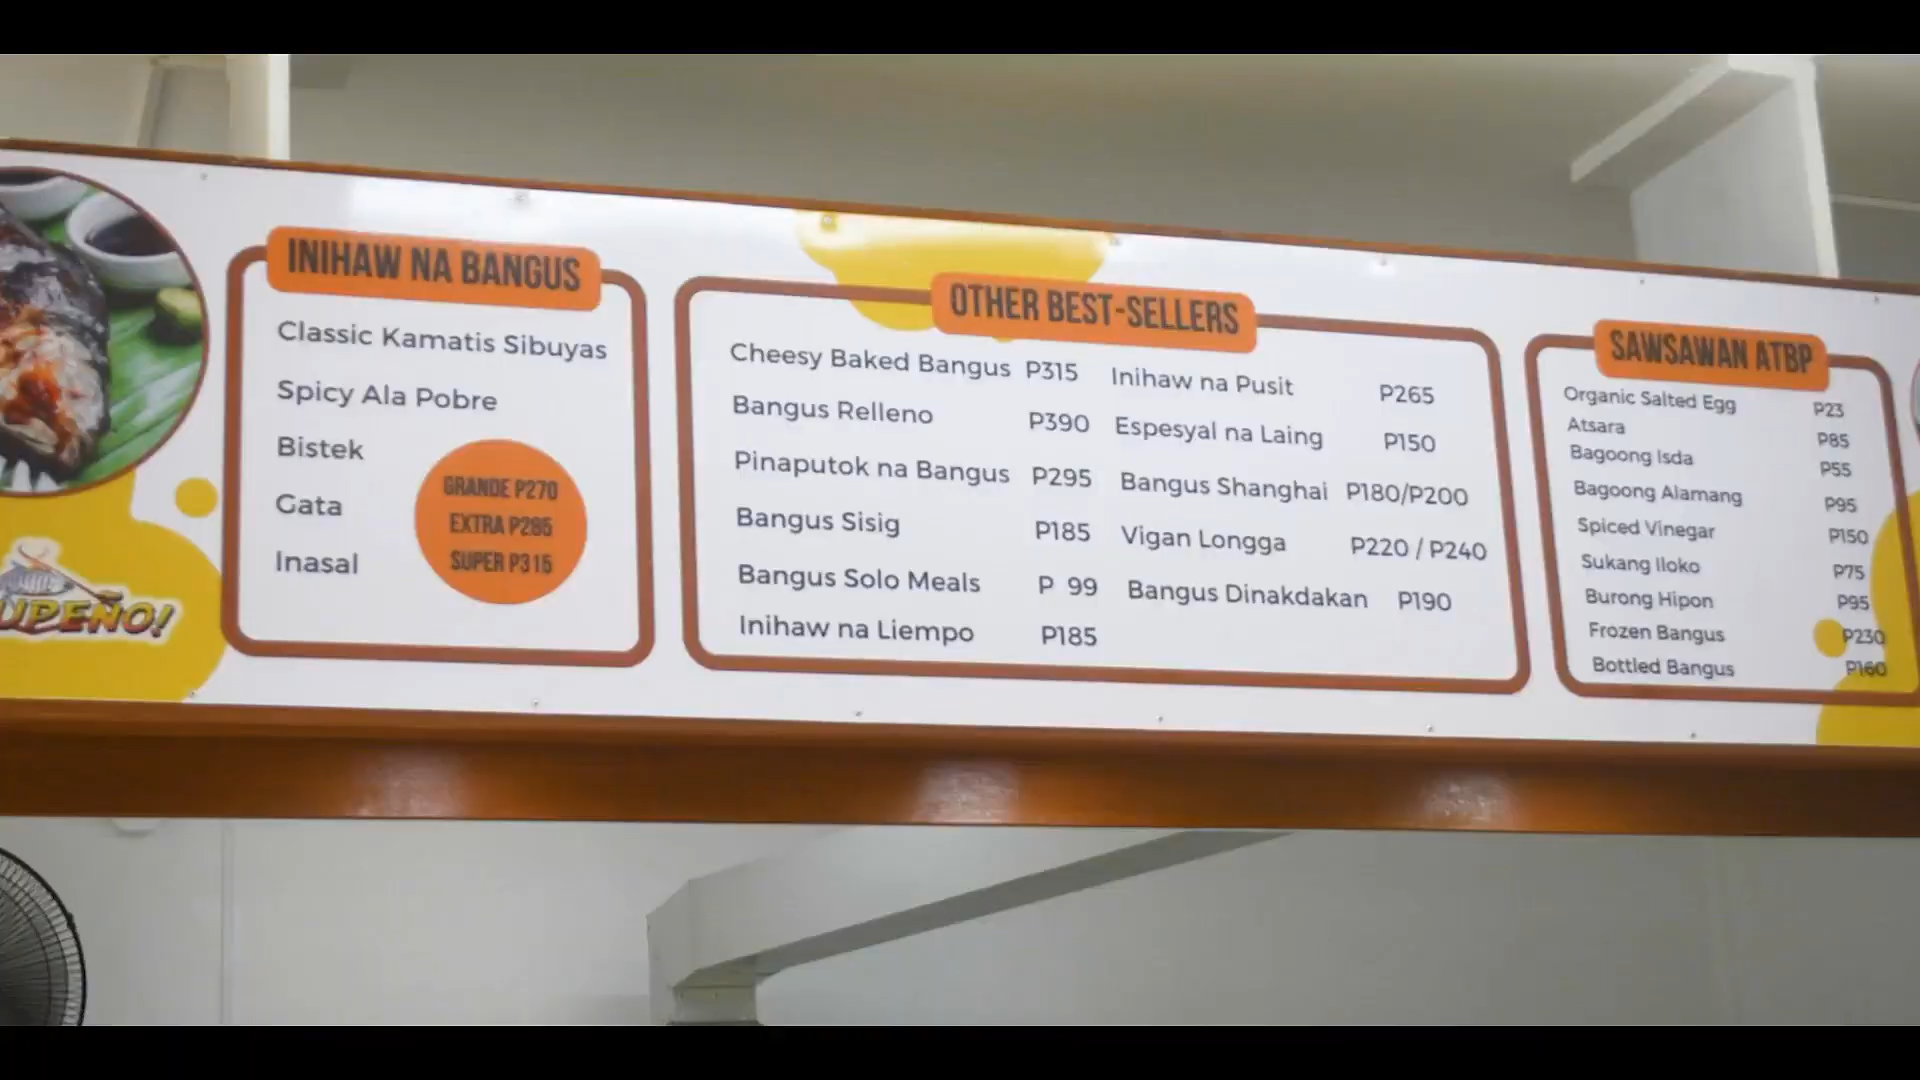 INIHAW NA BANGUS
Classic Kamatis Sibuyas
Spicy Ala Pobre
Bistek
Gata
Inasal
GRANDE P270
EXTRA P285
SUPER P315
UPEÑO!
OTHER BEST-SELLERS
Cheesy Baked Bangus P315
Bangus Relleno P390
Pinaputok na Bangus P295
Bangus Sisig P185
Bangus Solo Meals P 99
Inihaw na Liempo P185
Inihaw na Pusit P265
Espesyal na Laing P150
Bangus Shanghai P180/P200
Vigan Longga P220 / P240
Bangus Dinakdakan P190
SAWSAWAN ATBP
Organic Salted Egg P23
Atsara P85
Bagoong Isda P55
Bagoong Alamang P95
Spiced Vinegar P150
Sukang Iloko P75
Burong Hipon P95
Frozen Bangus P230
Bottled Bangus P160